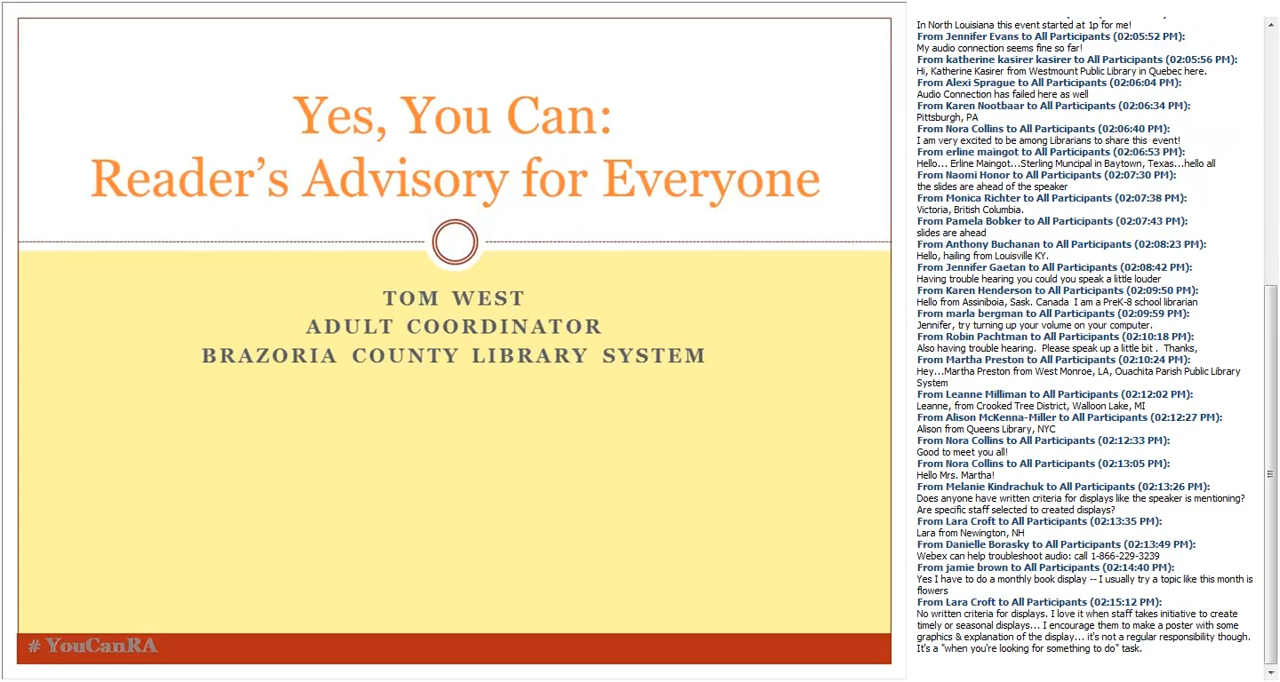 Yes, You Can:
Reader's Advisory for Everyone
TOM WEST
ADULT COORDINATOR
BRAZORIA COUNTY LIBRARY SYSTEM
# YouCanRA
In North Louisiana this event started at 1p for me!
From Jennifer Evans to All Participants (02:05:52 PM):
My audio connection seems fine so far!
From katherine kasirer kasirer to All Participants (02:05:56 PM):
Hi, Katherine Kasirer from Westmount Public Library in Quebec here.
From Alexi Sprague to All Participants (02:06:04 PM):
Audio Connection has failed here as well
From Karen Nootbaar to All Participants (02:06:34 PM):
Pittsburgh, PA
From Nora Collins to All Participants (02:06:40 PM):
I am very excited to be among Librarians to share this event!
From erline maingot to All Participants (02:06:53 PM):
Hello... Erline Maingot...Sterling Muncipal in Baytown, Texas...hello all
From Naomi Honor to All Participants (02:07:30 PM):
the slides are ahead of the speaker
From Monica Richter to All Participants (02:07:38 PM):
Victoria, British Columbia.
From Pamela Bobker to All Participants (02:07:43 PM):
slides are ahead
From Anthony Buchanan to All Participants (02:08:23 PM):
Hello, hailing from Louisville KY.
From Jennifer Gaetan to All Participants (02:08:42 PM):
Having trouble hearing you could you speak a little louder
From Karen Henderson to All Participants (02:09:50 PM):
Hello from Assiniboia, Sask. Canada I am a PreK-8 school librarian
From marla bergman to All Participants (02:09:59 PM):
Jennifer, try turning up your volume on your computer.
From Robin Pachtman to All Participants (02:10:18 PM):
Also having trouble hearing. Please speak up a little bit . Thanks,
From Martha Preston to All Participants (02:10:24 PM):
Hey...Martha Preston from West Monroe, LA, Ouachita Parish Public Library
System
From Leanne Milliman to All Participants (02:12:02 PM):
Leanne, from Crooked Tree District, Walloon Lake, MI
From Alison McKenna-Miller to All Participants (02:12:27 PM):
Alison from Queens Library, NYC
From Nora Collins to All Participants (02:12:33 PM):
Good to meet you all!
From Nora Collins to All Participants (02:13:05 PM):
Hello Mrs. Martha!
From Melanie Kindrachuk to All Participants (02:13:26 PM):
Does anyone have written criteria for displays like the speaker is mentioning?
Are specific staff selected to created displays?
From Lara Croft to All Participants (02:13:35 PM):
Lara from Newington, NH
From Danielle Borasky to All Participants (02:13:49 PM):
Webex can help troubleshoot audio: call 1-866-229-3239
From jamie brown to All Participants (02:14:40 PM):
Yes I have to do a monthly book display -- I usually try a topic like this month is
flowers
From Lara Croft to All Participants (02:15:12 PM):
No written criteria for displays. I love it when staff takes initiative to create
timely or seasonal displays... I encourage them to make a poster with some
graphics & explanation of the display... it's not a regular responsibility though.
It's a "when you're looking for something to do" task.